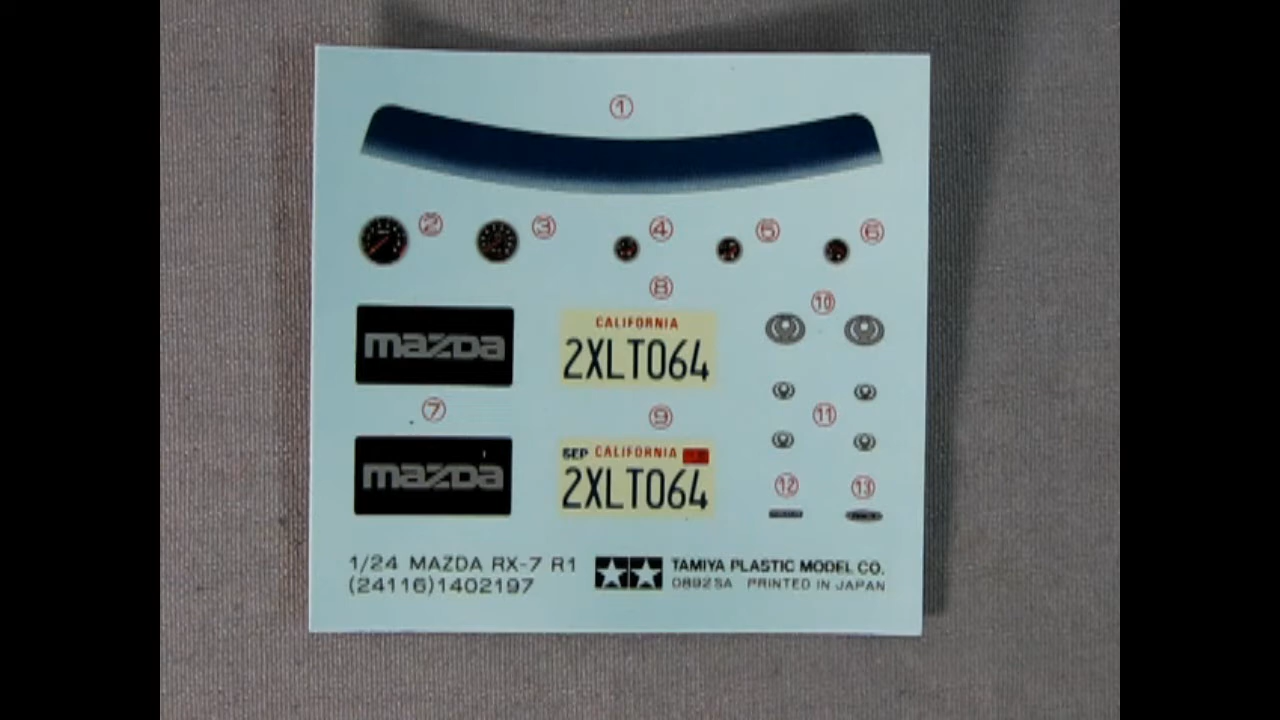 ①
② ③ ④ ⑤ ⑥
⑧
⑩
CALIFORNIA
2XLT064
mazda
⑦
⑨
⑪
SEP CALIFORNIA
2XLT064
mazda
⑫ ⑬
1/24 MAZDA RX-7 R1
(24116)1402197
TAMIYA PLASTIC MODEL CO.
0892SA PRINTED IN JAPAN